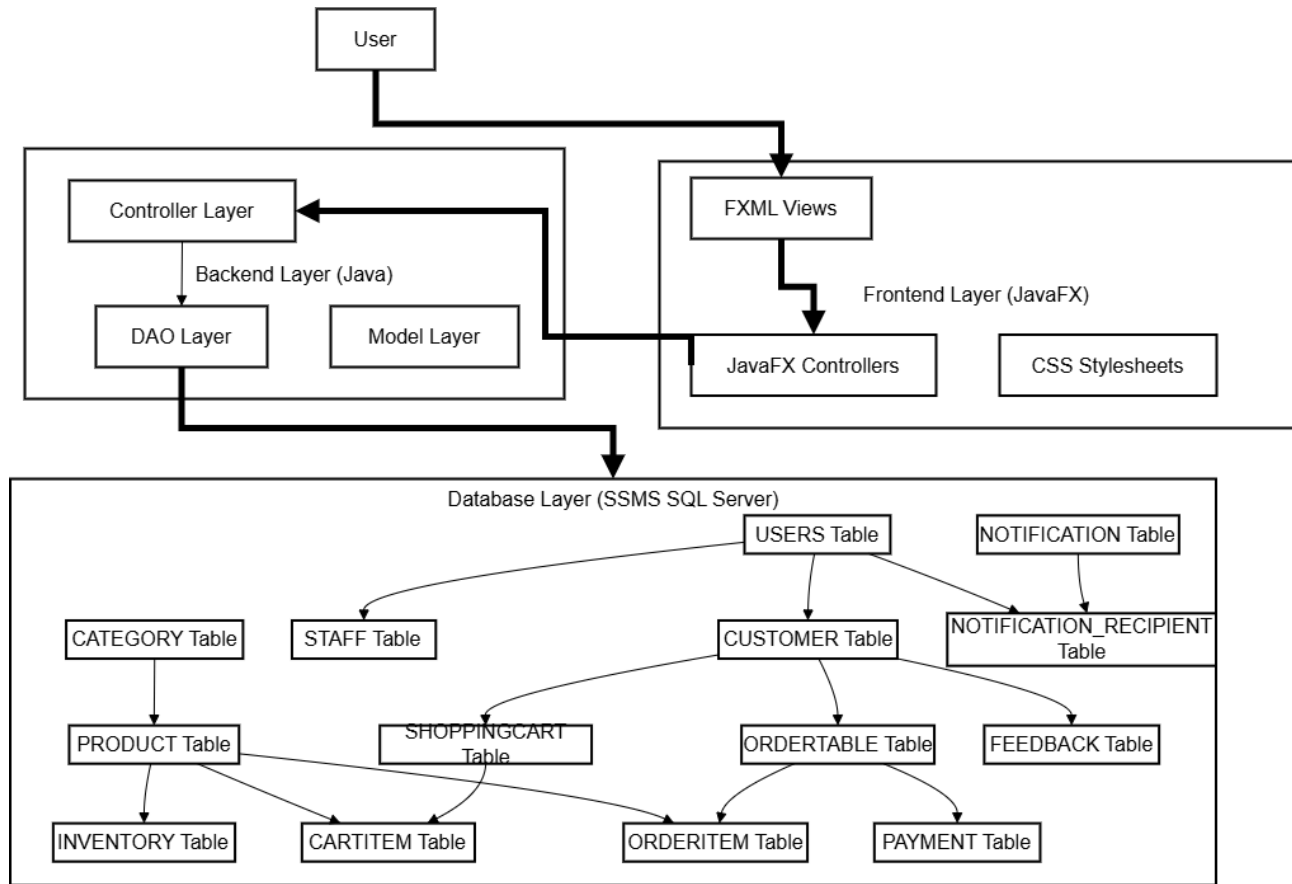 User
Controller Layer
FXML Views
Backend Layer (Java)
Frontend Layer (JavaFX)
DAO Layer
Model Layer
JavaFX Controllers
CSS Stylesheets
Database Layer (SSMS SQL Server)
USERS Table
NOTIFICATION Table
CATEGORY Table
STAFF Table
CUSTOMER Table
NOTIFICATION_RECIPIENT
Table
PRODUCT Table
SHOPPINGCART
Table
ORDERTABLE Table
FEEDBACK Table
INVENTORY Table
CARTITEM Table
ORDERITEM Table
PAYMENT Table